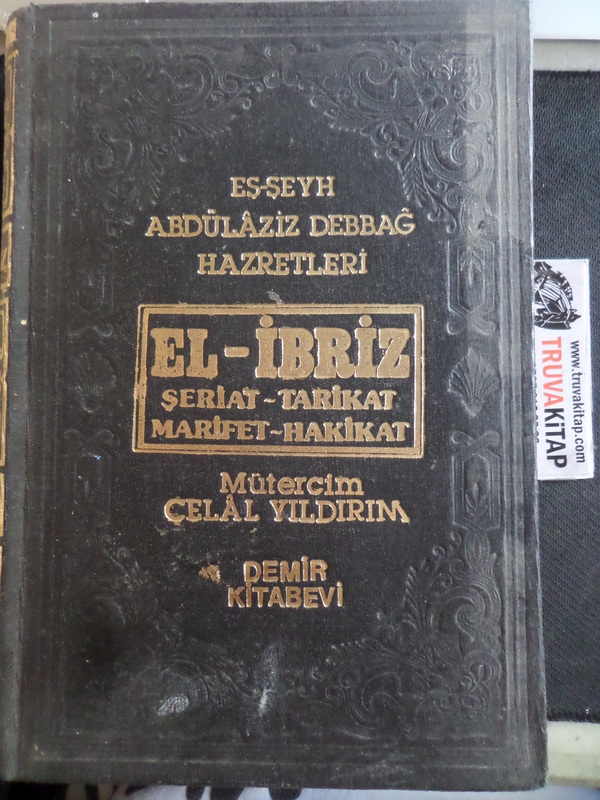 EŞ-ŞEYH
ABDÜLÂZİZ DEBBAĞ
HAZRETLERİ
EL-İBRİZ
ŞERİAT-TARİKAT
MARİFET-HAKİKAT
Mütercim
CELÂL YILDIRIM
DEMİR
KİTABEVİ
www.truvakitap.com
TRUVAKİTAP